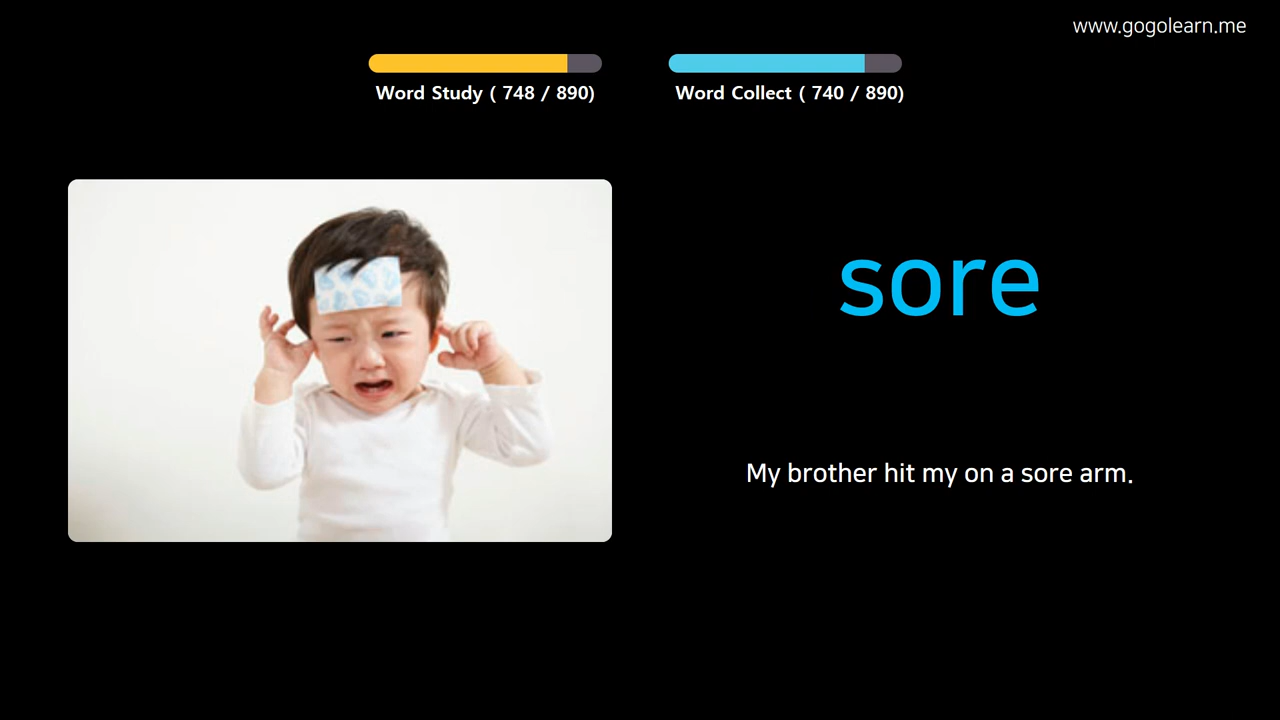 www.gogolearn.me
Word Study ( 748 / 890)
Word Collect ( 740 / 890)
sore
My brother hit my on a sore arm.